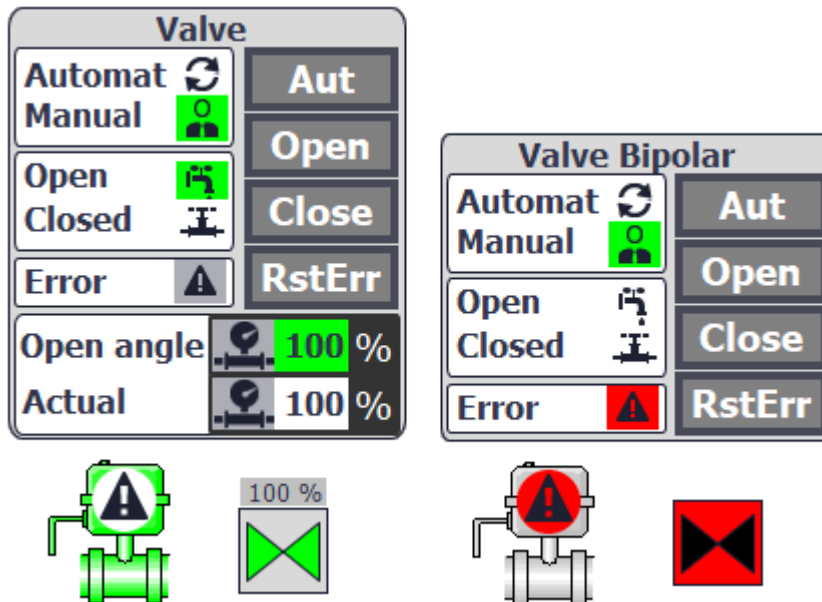 Valve
Automat
Manual
Aut
Open
Open
Closed
Close
Error
RstErr
Open angle 100 %
Actual 100 %
100 %
Valve Bipolar
Automat
Manual
Aut
Open
Open
Closed
Close
Error
RstErr